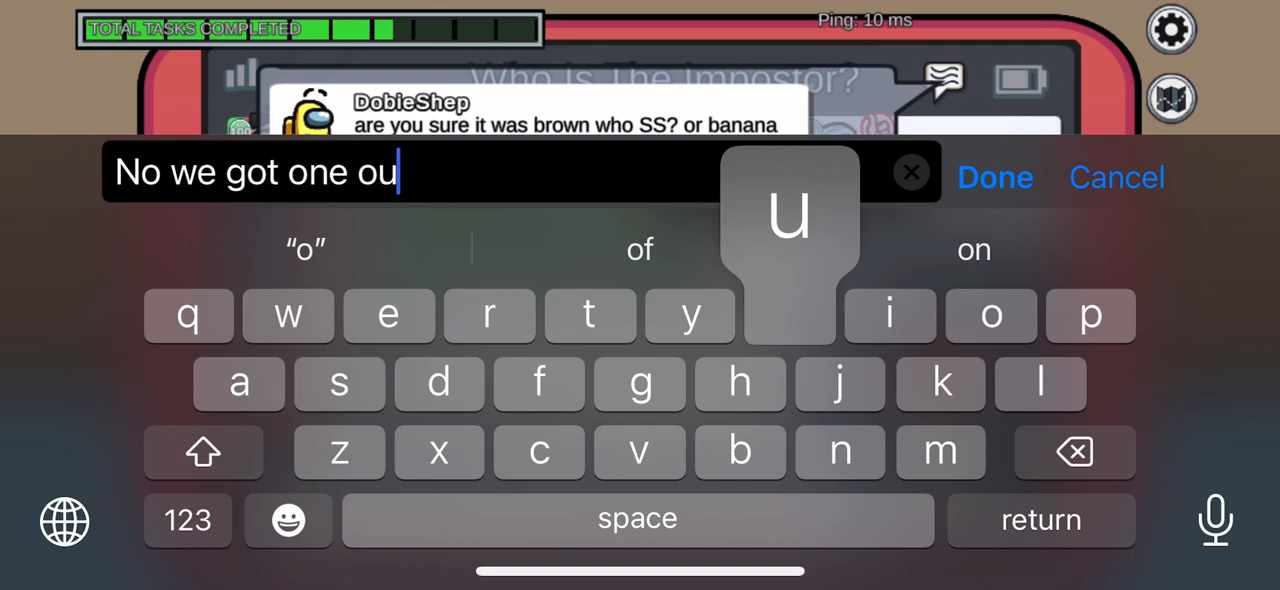 TOTAL TASKS COMPLETED
Ping: 10 ms
Who Is The Impostor?
DobieShep
are you sure it was brown who SS? or banana
100
No we got one ou
Done
Cancel
u
“o”
of
on
q w e r t y i o p
a s d f g h j k l
z x c v b n m
123
space
return